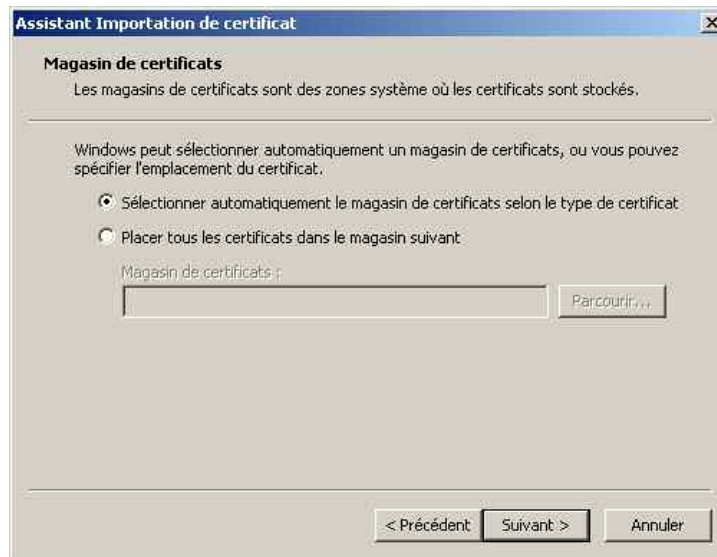 Assistant Importation de certificat
Magasin de certificats
Les magasins de certificats sont des zones système où les certificats sont stockés.
Windows peut sélectionner automatiquement un magasin de certificats, ou vous pouvez
spécifier l'emplacement du certificat.
Sélectionner automatiquement le magasin de certificats selon le type de certificat
Placer tous les certificats dans le magasin suivant
Magasin de certificats :
Parcourir...
< Précédent
Suivant >
Annuler